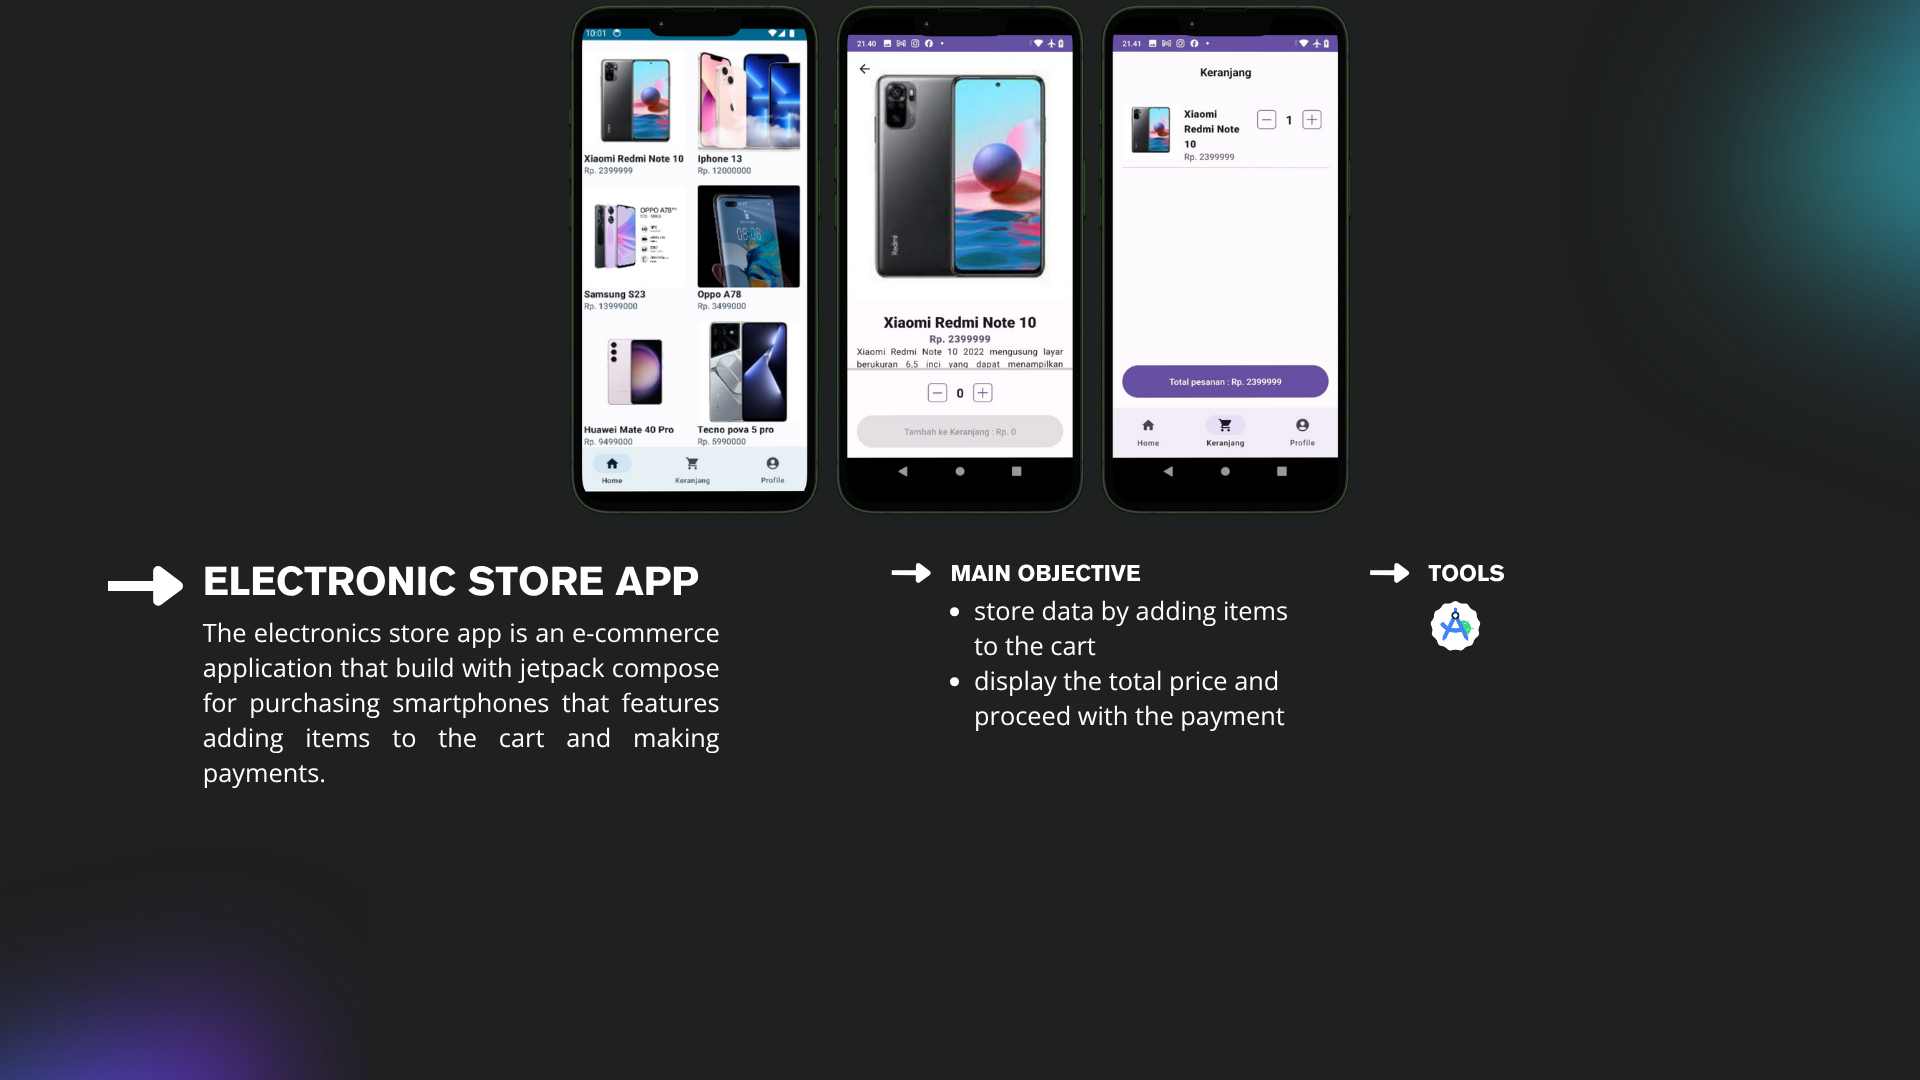 10:01
Xiaomi Redmi Note 10
Rp. 2399999
Iphone 13
Rp. 12000000
OPPO A78
Samsung S23
Rp. 13999000
08:08
Oppo A78
Rp. 3499000
Huawei Mate 40 Pro
Rp. 9499000
Tecno pova 5 pro
Rp. 5990000
Home
Keranjang
Profile
21.40
Redmi
Xiaomi Redmi Note 10
Rp. 2399999
Xiaomi Redmi Note 10 2022 mengusung layar
berukuran 6,5 inci yang dapat menampilkan
0
Tambah ke Keranjang : Rp. 0
21.41
Keranjang
Xiaomi
Redmi Note
10
Rp. 2399999
1
Total pesanan : Rp. 2399999
Home
Keranjang
Profile
ELECTRONIC STORE APP
The electronics store app is an e-commerce
application that build with jetpack compose
for purchasing smartphones that features
adding items to the cart and making
payments.
MAIN OBJECTIVE
• store data by adding items
to the cart
• display the total price and
proceed with the payment
TOOLS